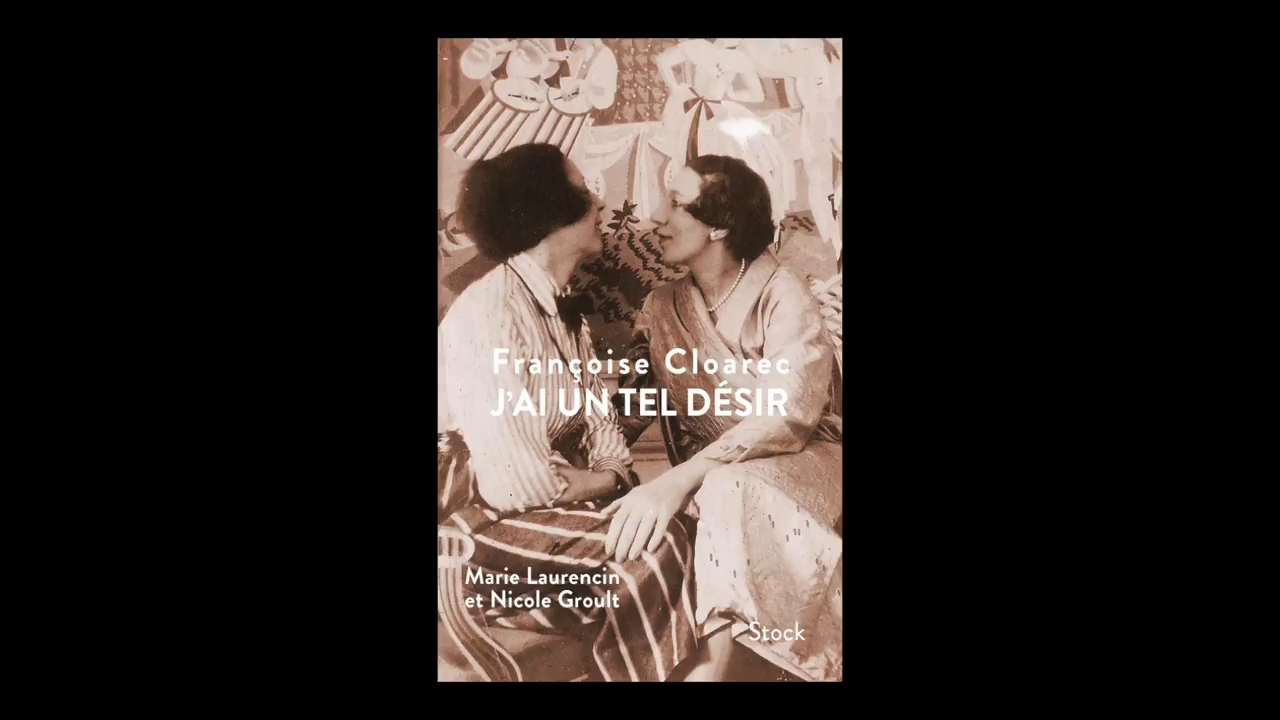 Françoise Cloarec
J'AI UN TEL DÉSIR
Marie Laurencin
et Nicole Groult
Stock